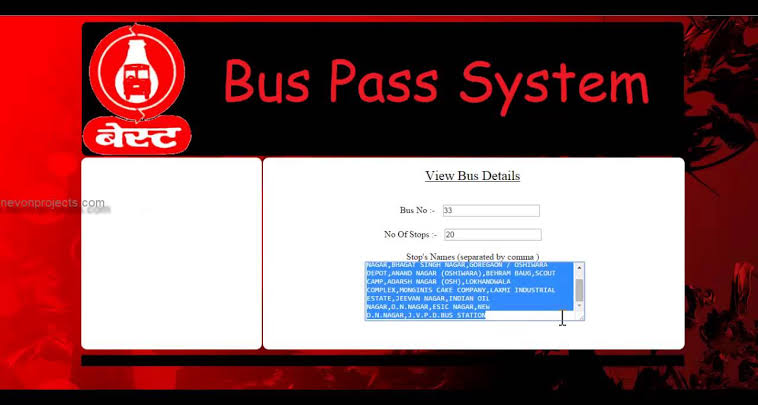 बेस्ट
Bus Pass System
View Bus Details
nevonprojects.com
Bus No :- 33
No Of Stops :- 20
Stop's Names (separated by comma )
NAGAR,BHAGAT SINGH NAGAR,GOREGAON / OSHIWARA
DEPOT,ANAND NAGAR (OSHIWARA),BEHRAM BAUG,SCOUT
CAMP,ADARSH NAGAR (OSH),LOKHANDWALA
COMPLEX,MONGINIS CAKE COMPANY,LAXMI INDUSTRIAL
ESTATE,JEEVAN NAGAR,INDIAN OIL
NAGAR,D.N.NAGAR,ESIC NAGAR,NEW
D.N.NAGAR,J.V.P.D.BUS STATION